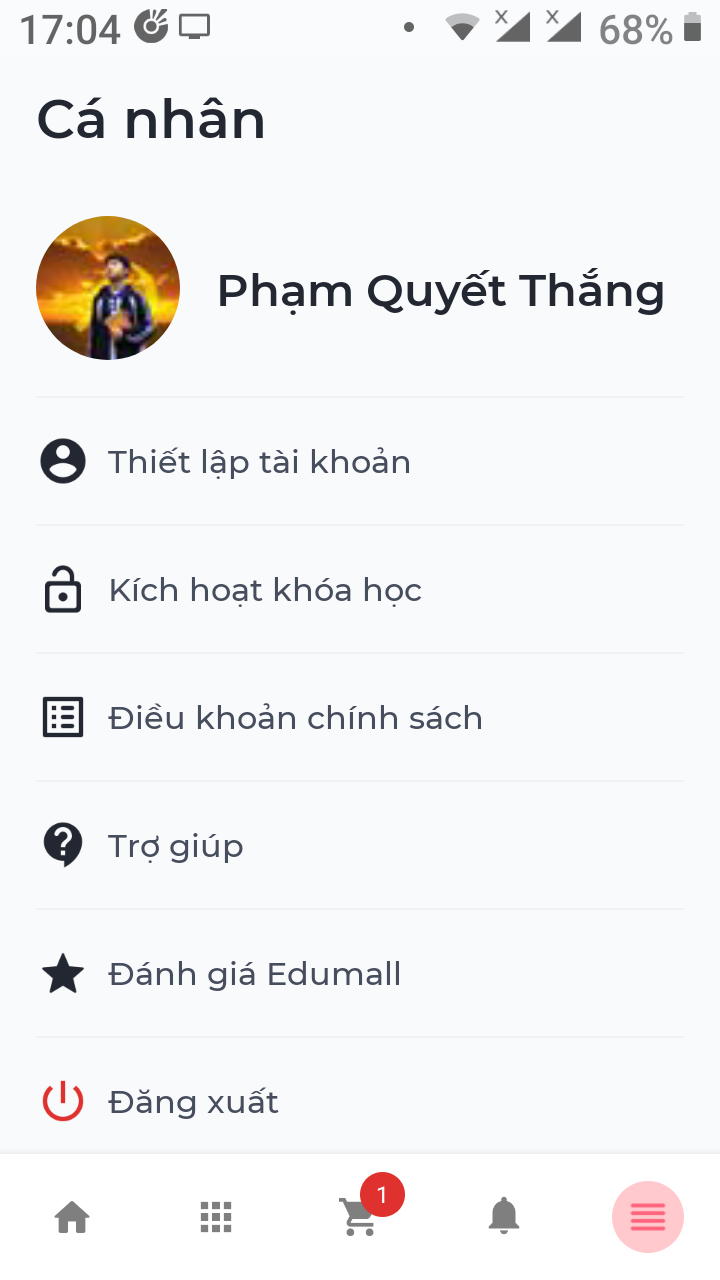 17:04
68%
Cá nhân
Phạm Quyết Thắng
Thiết lập tài khoản
Kích hoạt khóa học
Điều khoản chính sách
Trợ giúp
Đánh giá Edumall
Đăng xuất
1